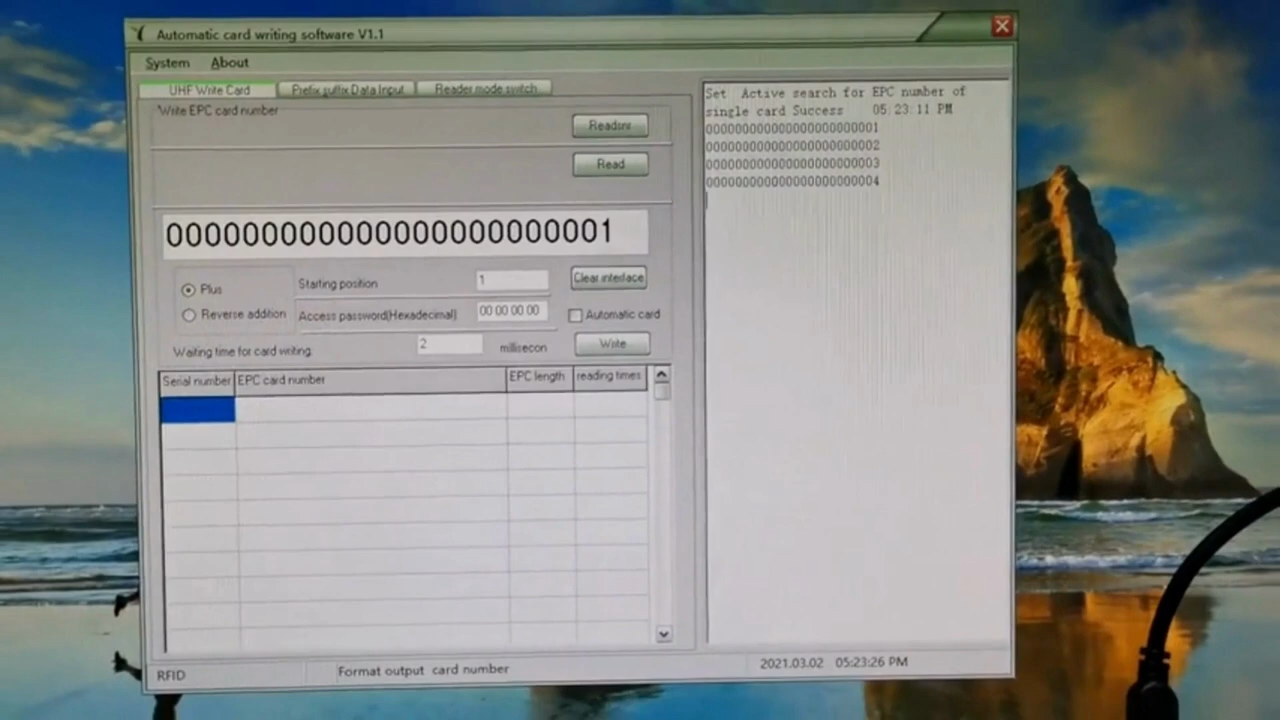 Automatic card writing software V1.1
System About
UHF Write Card Prefix suffix Data Input Reader mode switch
Write EPC card number
Readsnr
Read
000000000000000000000001
Plus
Reverse addition
Starting position 1
Clear interface
Access password(Hexadecimal) 00 00 00 00
Automatic card
Waiting time for card writing: 2 millisecon
Write
Serial number EPC card number EPC length reading times
Set Active search for EPC number of
single card Success 05:23:11 PM
000000000000000000000001
000000000000000000000002
000000000000000000000003
000000000000000000000004
RFID Format output card number 2021.03.02 05:23:26 PM